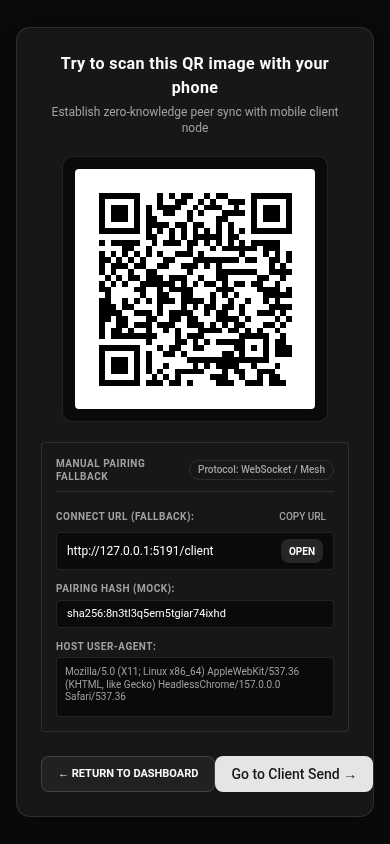 Try to scan this QR image with your
phone
Establish zero-knowledge peer sync with mobile client
node
MANUAL PAIRING
FALLBACK
Protocol: WebSocket / Mesh
CONNECT URL (FALLBACK):
COPY URL
http://127.0.0.1:5191/client
OPEN
PAIRING HASH (MOCK):
sha256:8n3tl3q5em5tgiar74ixhd
HOST USER-AGENT:
Mozilla/5.0 (X11; Linux x86_64) AppleWebKit/537.36
(KHTML, like Gecko) HeadlessChrome/157.0.0.0
Safari/537.36
← RETURN TO DASHBOARD
Go to Client Send →